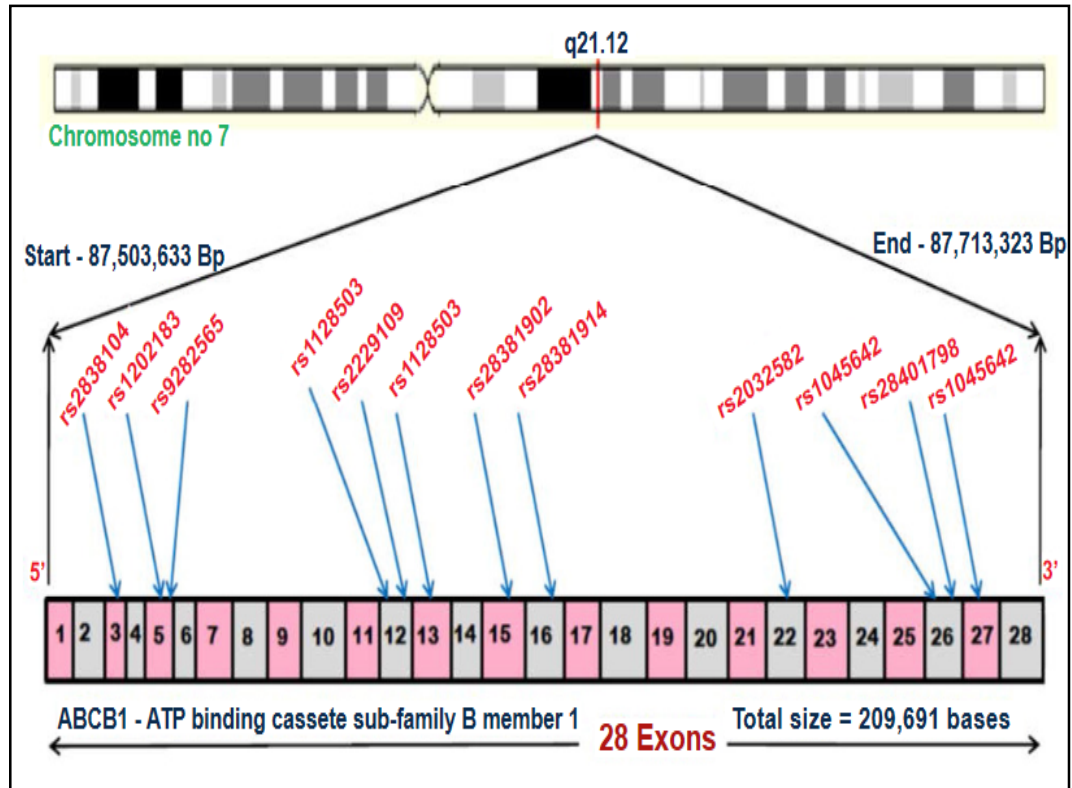 q21.12
Chromosome no 7
Start - 87,503,633 Bp
End - 87,713,323 Bp
rs2838104
rs1202183
rs9282565
rs1128503
rs2229109
rs1128503
rs28381902
rs28381914
rs2032582
rs1045642
rs28401798
rs1045642
5’
3’
1 2 3 4 5 6 7 8 9 10 11 12 13 14 15 16 17 18 19 20 21 22 23 24 25 26 27 28
ABCB1 - ATP binding cassete sub-family B member 1
Total size = 209,691 bases
28 Exons